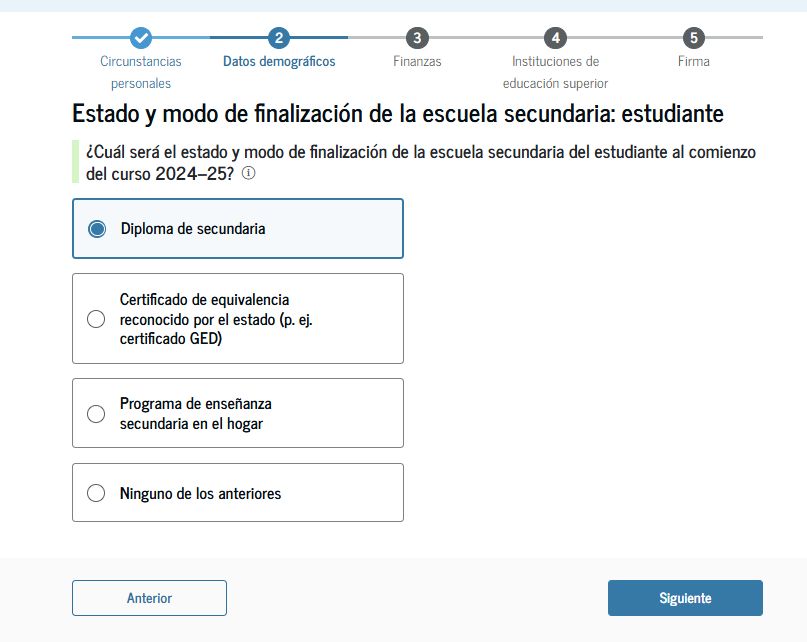 2
3
4
5
Circunstancias
personales
Datos demográficos
Finanzas
Instituciones de
educación superior
Firma
Estado y modo de finalización de la escuela secundaria: estudiante
¿Cuál será el estado y modo de finalización de la escuela secundaria del estudiante al comienzo
del curso 2024–25?
Diploma de secundaria
Certificado de equivalencia
reconocido por el estado (p. ej.
certificado GED)
Programa de enseñanza
secundaria en el hogar
Ninguno de los anteriores
Anterior
Siguiente